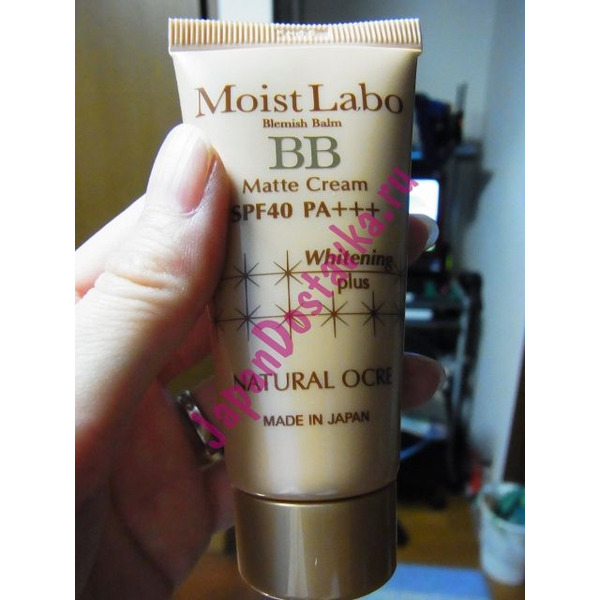 Moist Labo
Blemish Balm
BB
Matte Cream
SPF40 PA+++
Whitening
plus
NATURAL OCRE
MADE IN JAPAN
JapanDostavka.ru